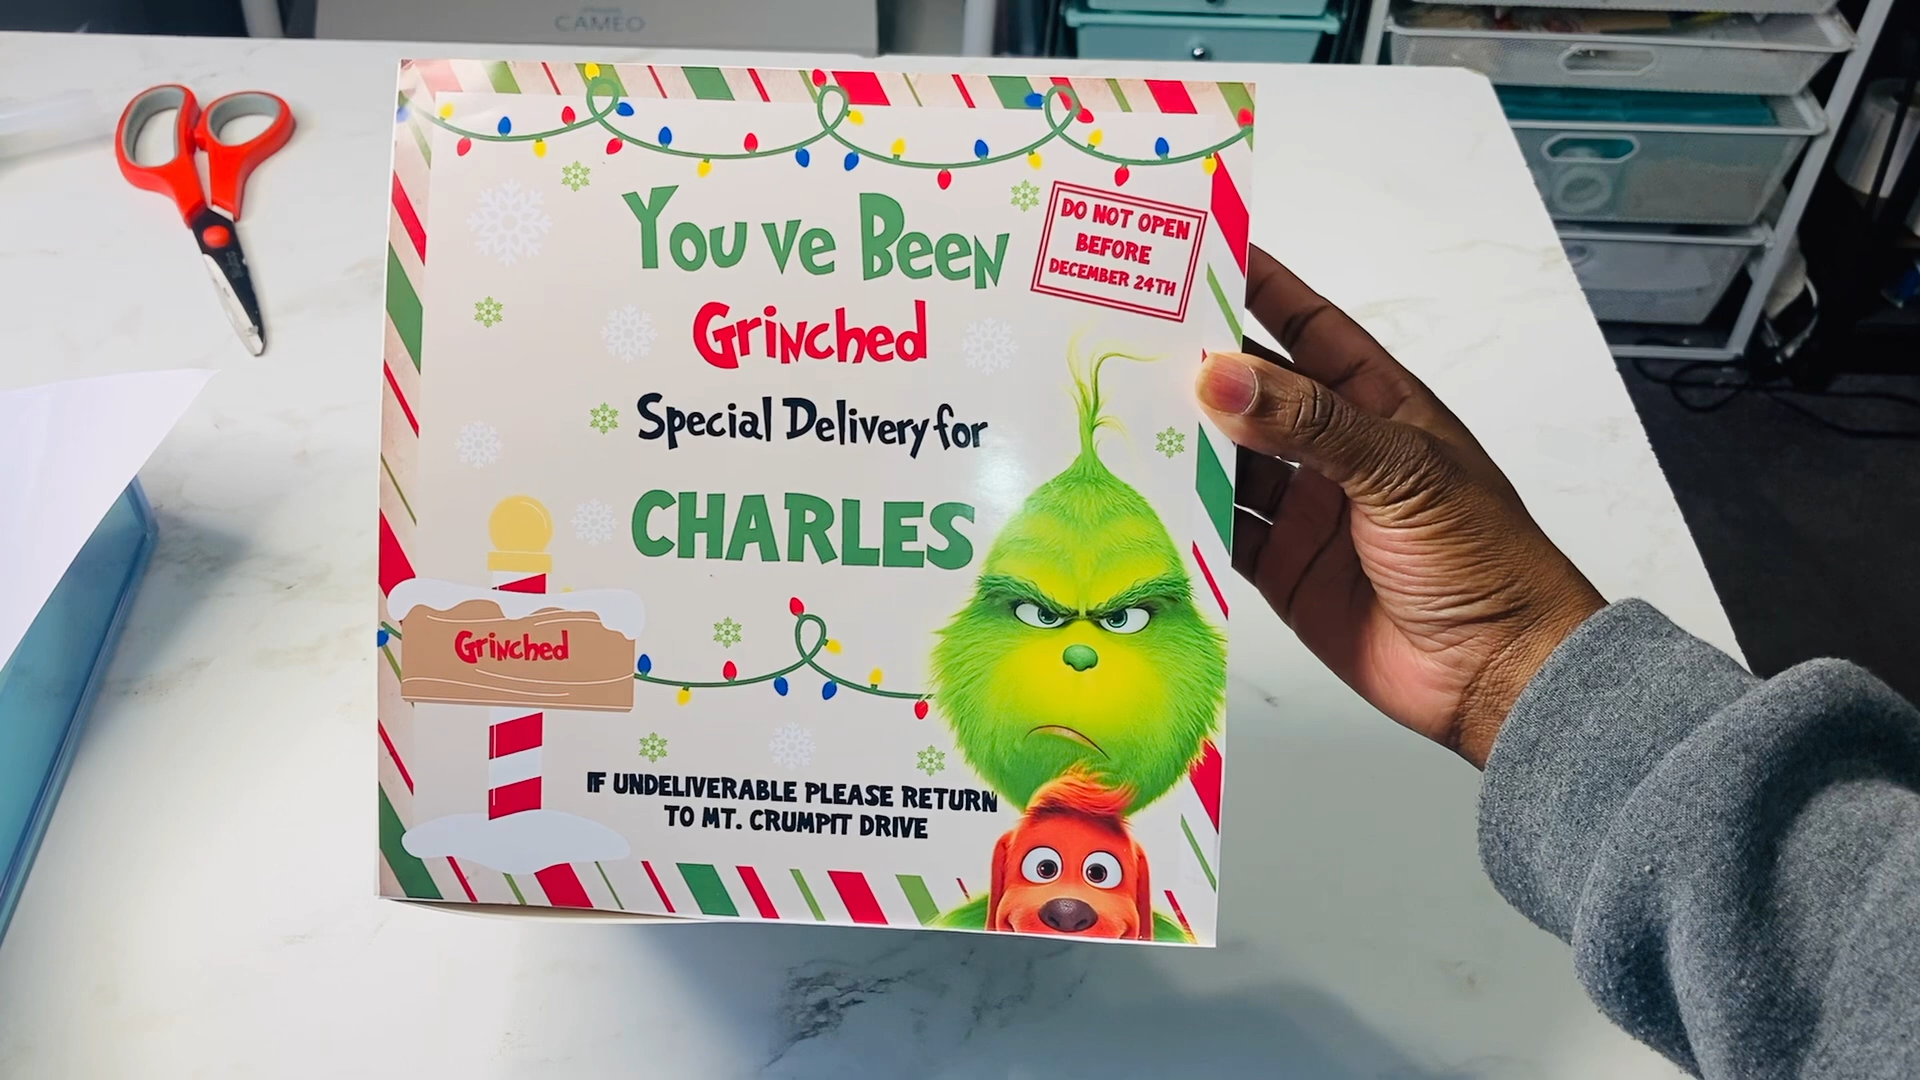 CAMEO
You ve Been
DO NOT OPEN
BEFORE
DECEMBER 24TH
Grinched
Special Delivery for
CHARLES
Grinched
IF UNDELIVERABLE PLEASE RETURN
TO MT. CRUMPIT DRIVE